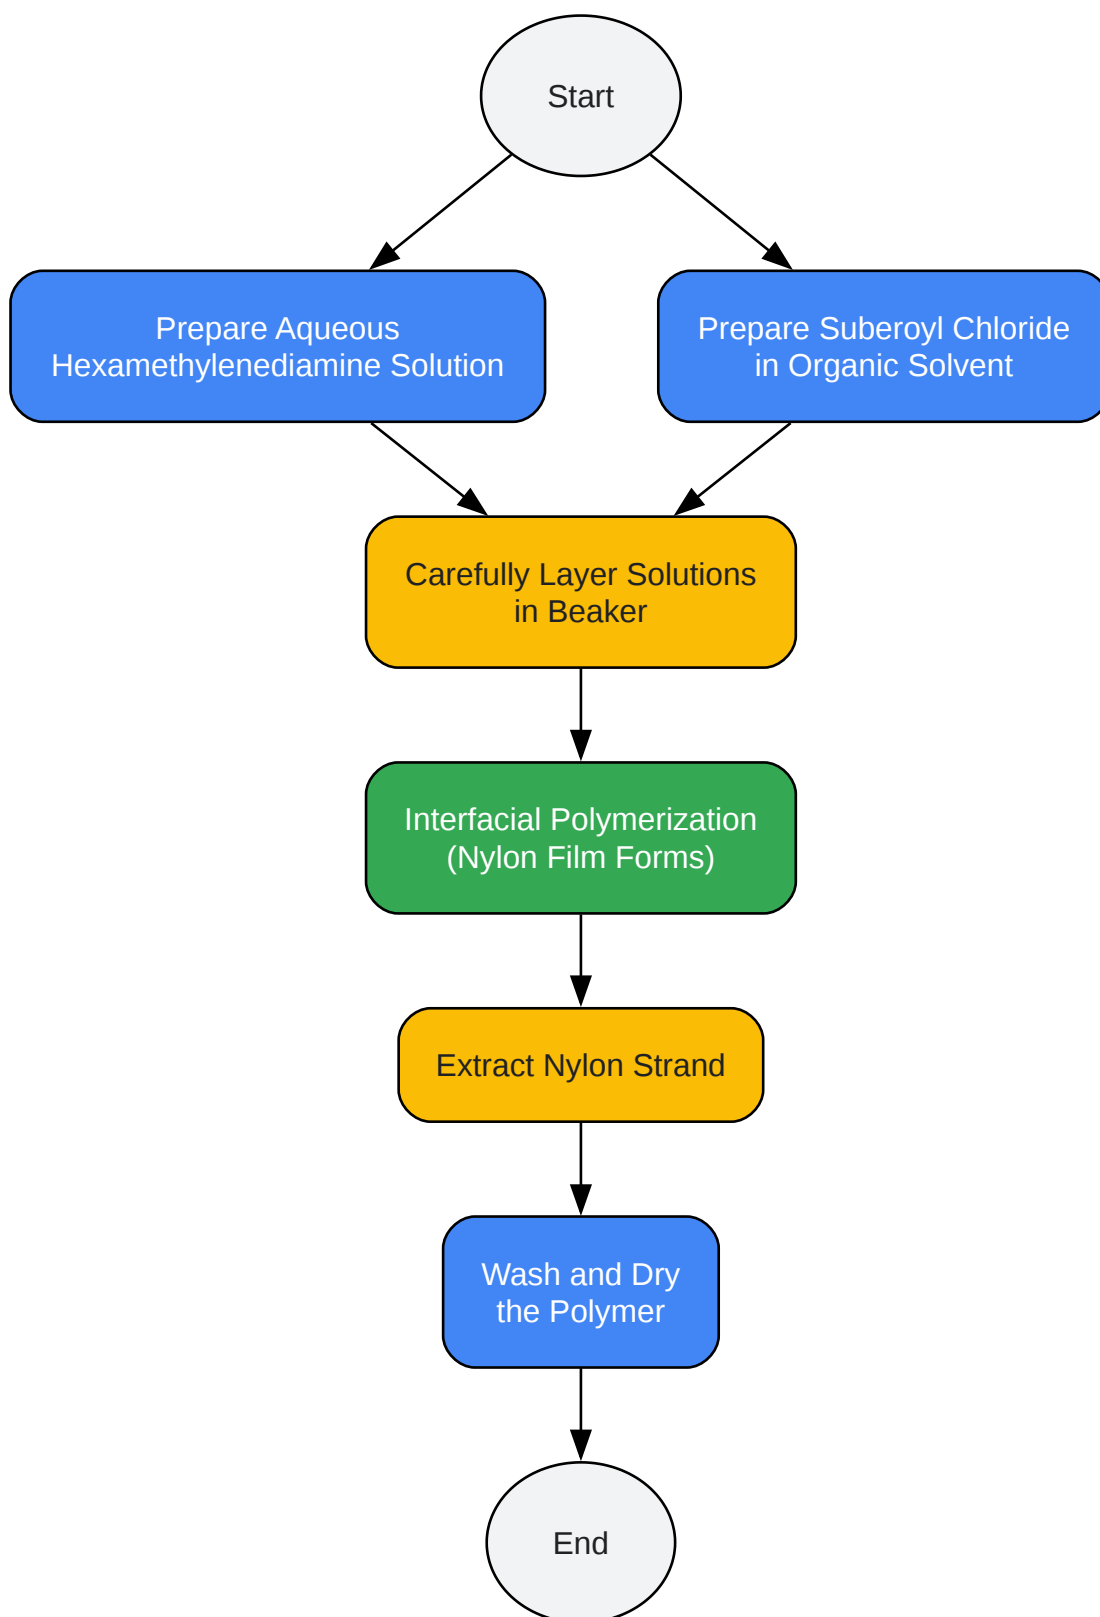 Start
Prepare Aqueous
Hexamethylenediamine Solution
Prepare Suberoyl Chloride
in Organic Solvent
Carefully Layer Solutions
in Beaker
Interfacial Polymerization
(Nylon Film Forms)
Extract Nylon Strand
Wash and Dry
the Polymer
End